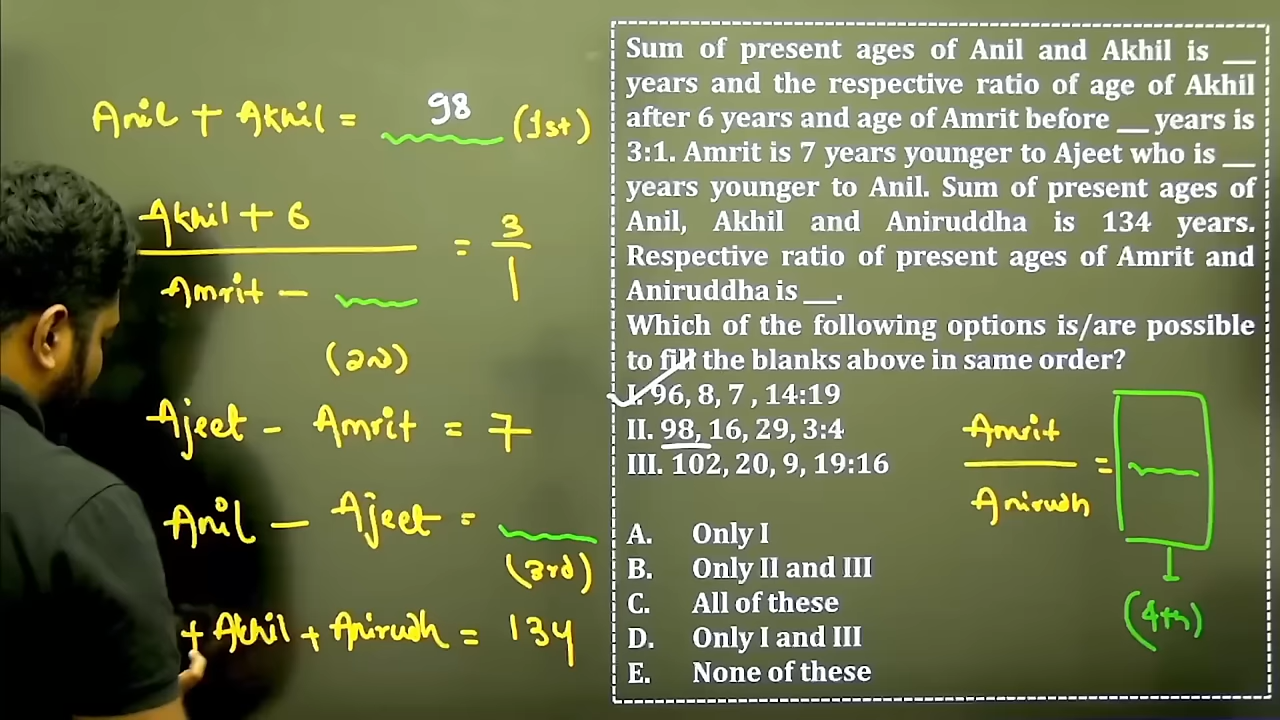 Anil + Akhil = 98 (1st)
Akhil + 6
Amrit - 
= 3
1
(2nd)
Ajeet - Amrit = 7
Anil - Ajeet =
(3rd)
+ Akhil + Anirudh = 134
Sum of present ages of Anil and Akhil is __
years and the respective ratio of age of Akhil
after 6 years and age of Amrit before __ years is
3:1. Amrit is 7 years younger to Ajeet who is __
years younger to Anil. Sum of present ages of
Anil, Akhil and Aniruddha is 134 years.
Respective ratio of present ages of Amrit and
Aniruddha is __.
Which of the following options is/are possible
to fill the blanks above in same order?
I. 96, 8, 7 , 14:19
II. 98, 16, 29, 3:4
III. 102, 20, 9, 19:16
A. Only I
B. Only II and III
C. All of these
D. Only I and III
E. None of these
Amrit
Anirudh
=
(4th)